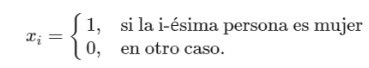 x_i = { 1, si la i-ésima persona es mujer
0, en otro caso.